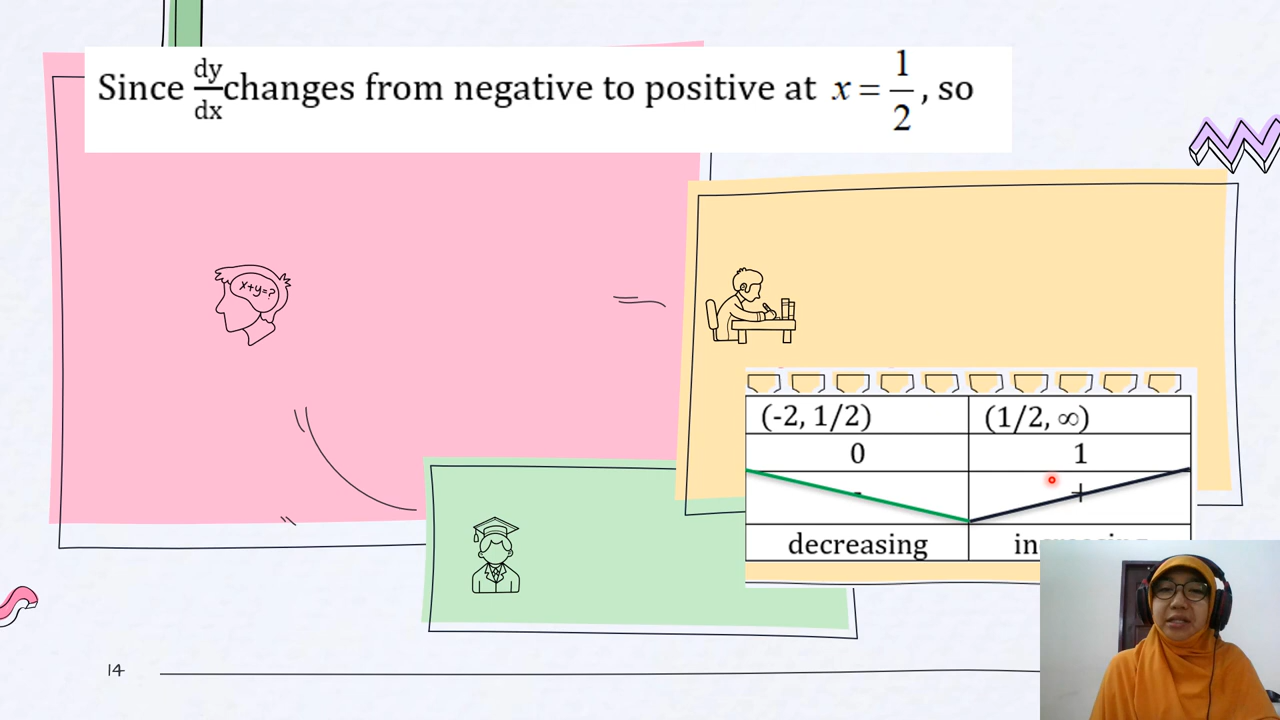 Since dy/dx changes from negative to positive at x = 1/2 , so
x+y=?
(-2, 1/2) (1/2, ∞)
0 1
- +
decreasing
14